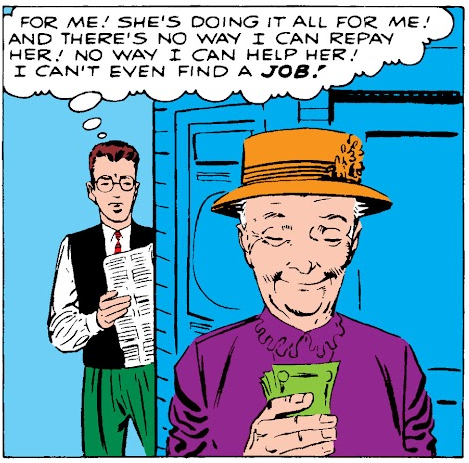 FOR ME! SHE'S DOING IT ALL FOR ME!
AND THERE'S NO WAY I CAN REPAY
HER! NO WAY I CAN HELP HER!
I CAN'T EVEN FIND A JOB!